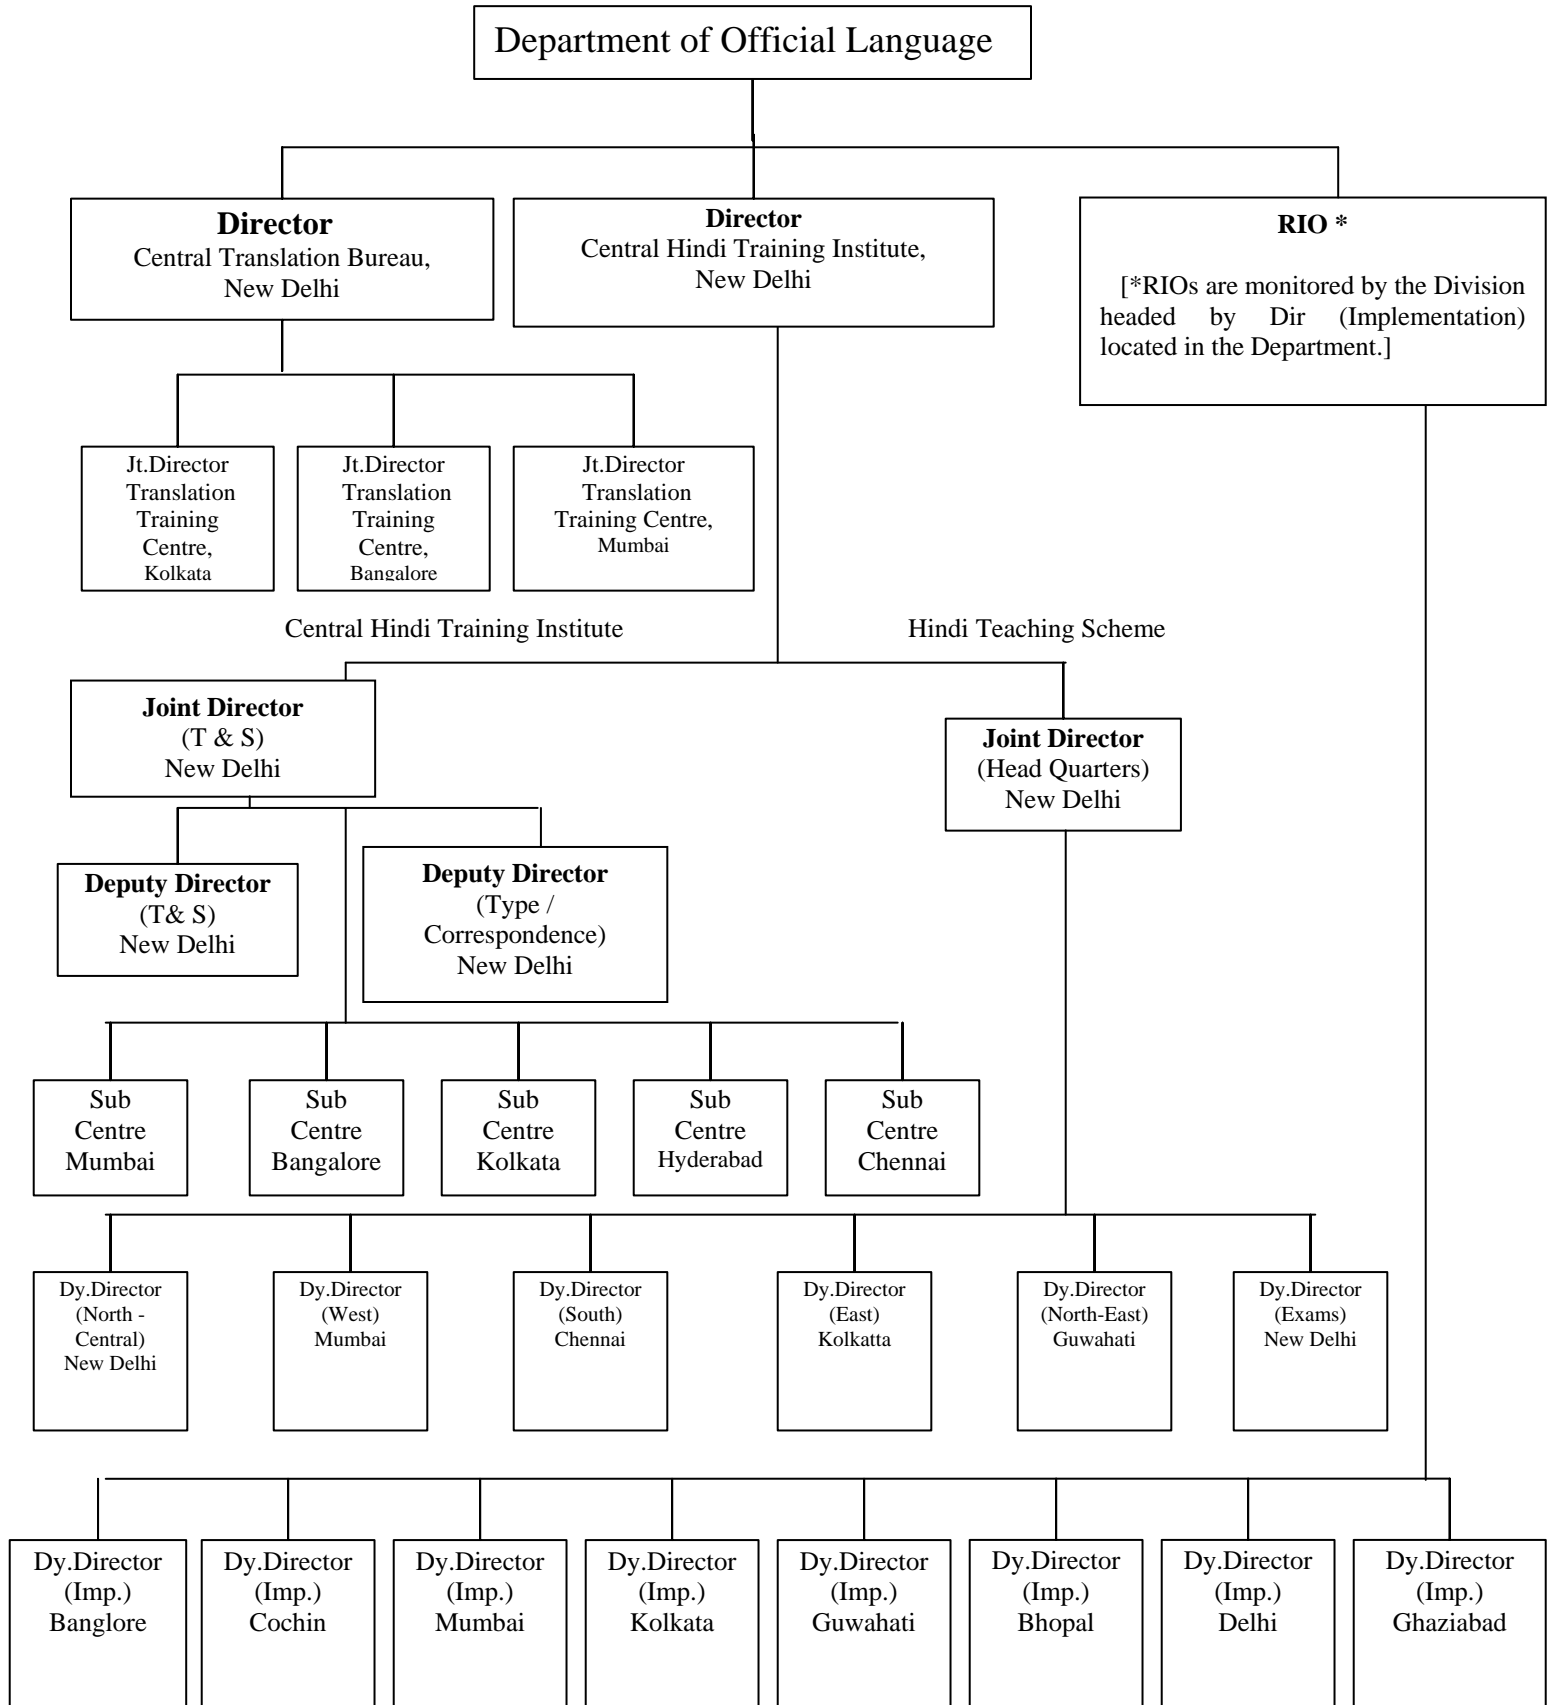 Department of Official Language
Director
Central Translation Bureau,
New Delhi
Director
Central Hindi Training Institute,
New Delhi
RIO *
[*RIOs are monitored by the Division
headed by Dir (Implementation)
located in the Department.]
Jt.Director
Translation
Training
Centre,
Kolkata
Jt.Director
Translation
Training
Centre,
Bangalore
Jt.Director
Translation
Training Centre,
Mumbai
Central Hindi Training Institute
Hindi Teaching Scheme
Joint Director
(T & S)
New Delhi
Joint Director
(Head Quarters)
New Delhi
Deputy Director
(T& S)
New Delhi
Deputy Director
(Type /
Correspondence)
New Delhi
Sub
Centre
Mumbai
Sub
Centre
Bangalore
Sub
Centre
Kolkata
Sub
Centre
Hyderabad
Sub
Centre
Chennai
Dy.Director
(North -
Central)
New Delhi
Dy.Director
(West)
Mumbai
Dy.Director
(South)
Chennai
Dy.Director
(East)
Kolkatta
Dy.Director
(North-East)
Guwahati
Dy.Director
(Exams)
New Delhi
Dy.Director
(Imp.)
Banglore
Dy.Director
(Imp.)
Cochin
Dy.Director
(Imp.)
Mumbai
Dy.Director
(Imp.)
Kolkata
Dy.Director
(Imp.)
Guwahati
Dy.Director
(Imp.)
Bhopal
Dy.Director
(Imp.)
Delhi
Dy.Director
(Imp.)
Ghaziabad